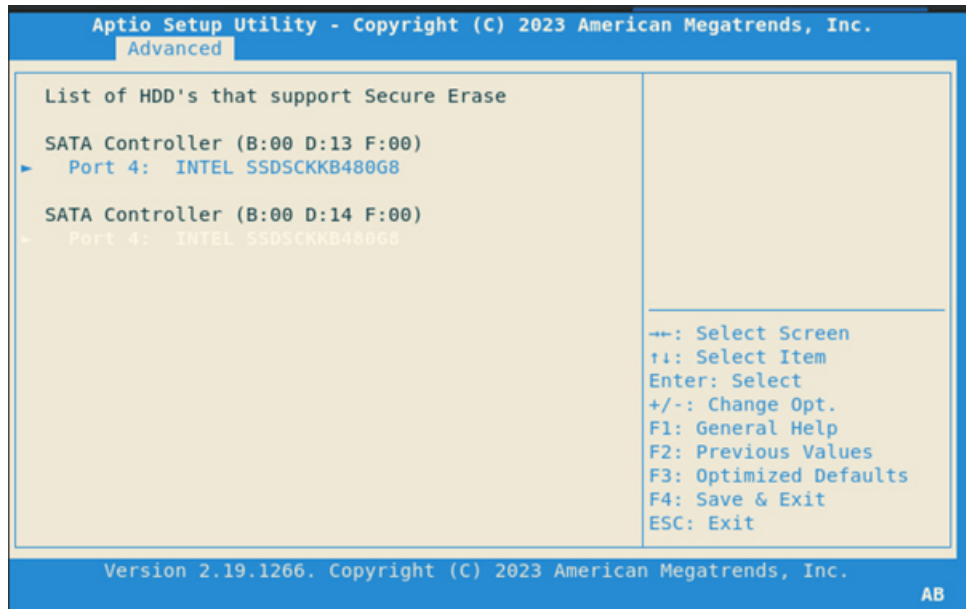 Aptio Setup Utility - Copyright (C) 2023 American Megatrends, Inc.
Advanced
List of HDD's that support Secure Erase
SATA Controller (B:00 D:13 F:00)
► Port 4: INTEL SSDSCKKB480G8
SATA Controller (B:00 D:14 F:00)
► Port 4: INTEL SSDSCKKB480G8
→←: Select Screen
↑↓: Select Item
Enter: Select
+/-: Change Opt.
F1: General Help
F2: Previous Values
F3: Optimized Defaults
F4: Save & Exit
ESC: Exit
Version 2.19.1266. Copyright (C) 2023 American Megatrends, Inc.
AB